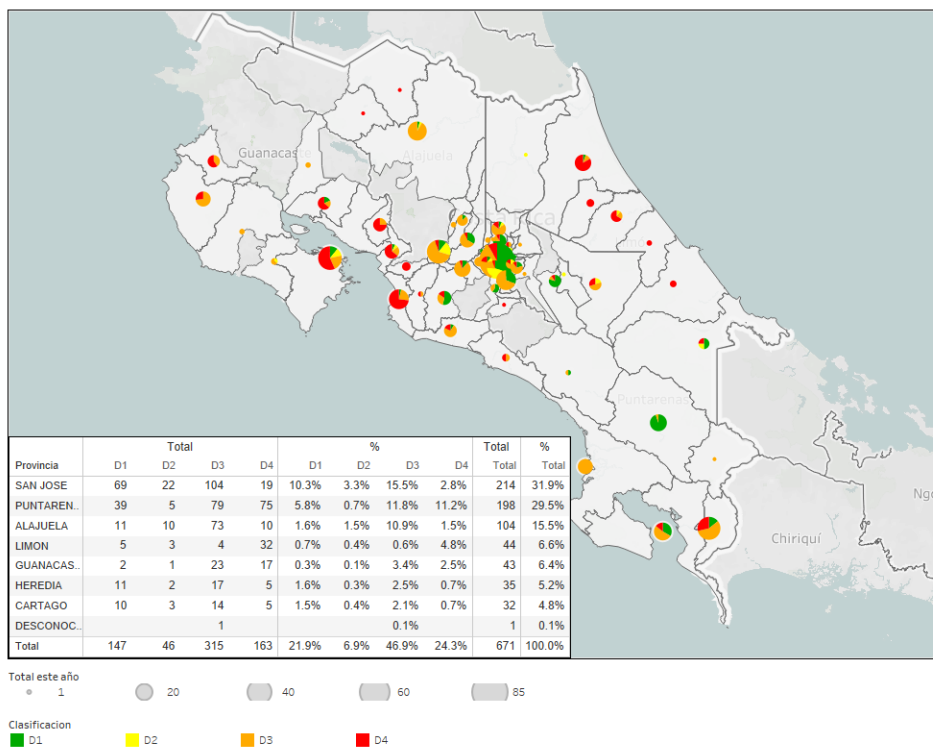 Guanacaste
Alajuela
Puntarenas
Chiriquí
Ngo
Total % Total %
Provincia D1 D2 D3 D4 D1 D2 D3 D4 Total Total
SAN JOSE 69 22 104 19 10.3% 3.3% 15.5% 2.8% 214 31.9%
PUNTAREN.. 39 5 79 75 5.8% 0.7% 11.8% 11.2% 198 29.5%
ALAJUELA 11 10 73 10 1.6% 1.5% 10.9% 1.5% 104 15.5%
LIMON 5 3 4 32 0.7% 0.4% 0.6% 4.8% 44 6.6%
GUANACAS.. 2 1 23 17 0.3% 0.1% 3.4% 2.5% 43 6.4%
HEREDIA 11 2 17 5 1.6% 0.3% 2.5% 0.7% 35 5.2%
CARTAGO 10 3 14 5 1.5% 0.4% 2.1% 0.7% 32 4.8%
DESCONOC.. 1 0.1% 1 0.1%
Total 147 46 315 163 21.9% 6.9% 46.9% 24.3% 671 100.0%
Total este año
1 20 40 60 85
Clasificacion
D1 D2 D3 D4